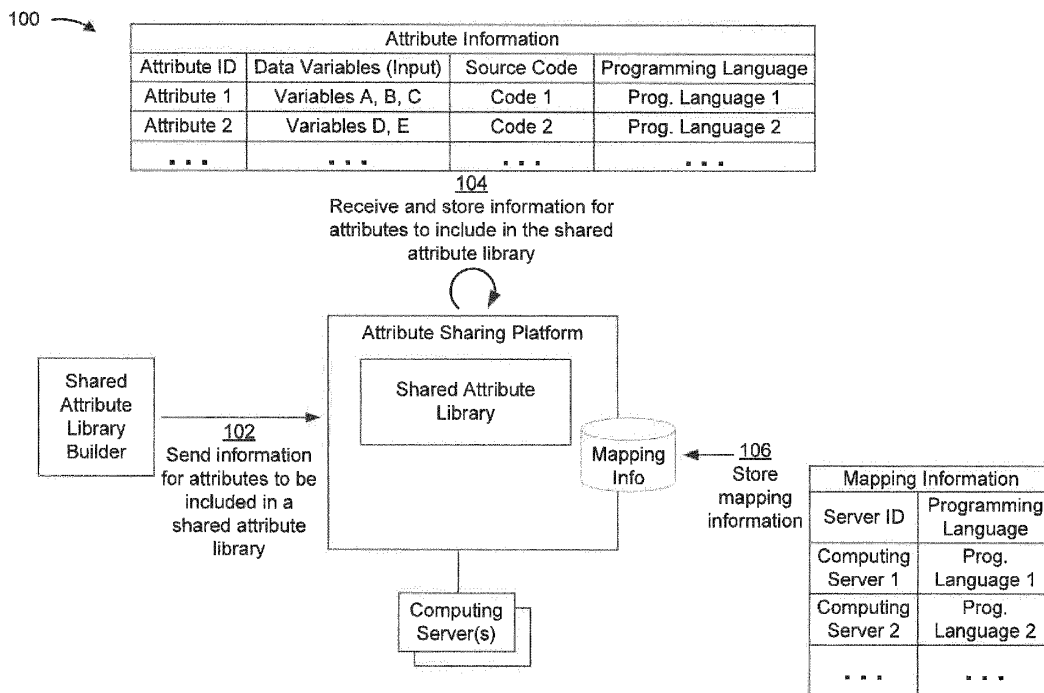 100
Attribute Information
Attribute ID Data Variables (Input) Source Code Programming Language
Attribute 1 Variables A, B, C Code 1 Prog. Language 1
Attribute 2 Variables D, E Code 2 Prog. Language 2
... ... ... ...
104
Receive and store information for
attributes to include in the shared
attribute library
Attribute Sharing Platform
Shared Attribute
Library
Shared
Attribute
Library
Builder
102
Send information
for attributes to be
included in a
shared attribute
library
Mapping
Info
106
Store
mapping
information
Mapping Information
Server ID Programming
Language
Computing
Server 1
Prog.
Language 1
Computing
Server 2
Prog.
Language 2
... ...
Computing
Server(s)